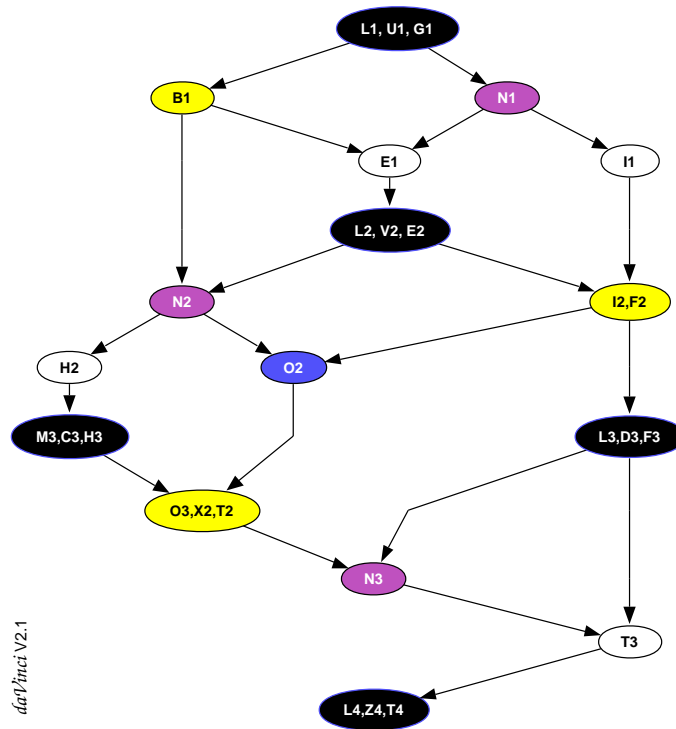 L1, U1, G1
B1
N1
E1
I1
L2, V2, E2
N2
I2,F2
H2
O2
M3,C3,H3
L3,D3,F3
O3,X2,T2
N3
T3
L4,Z4,T4
daVinci V2.1